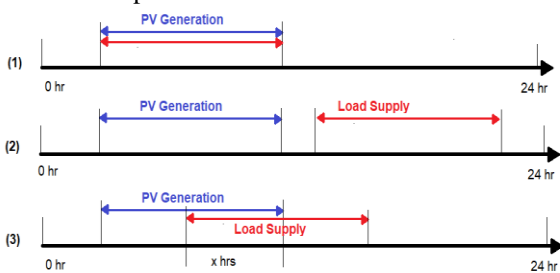 PV Generation
(1)
0 hr
24 hr
PV Generation
Load Supply
(2)
0 hr
24 hr
PV Generation
Load Supply
(3)
0 hr
x hrs
24 hr